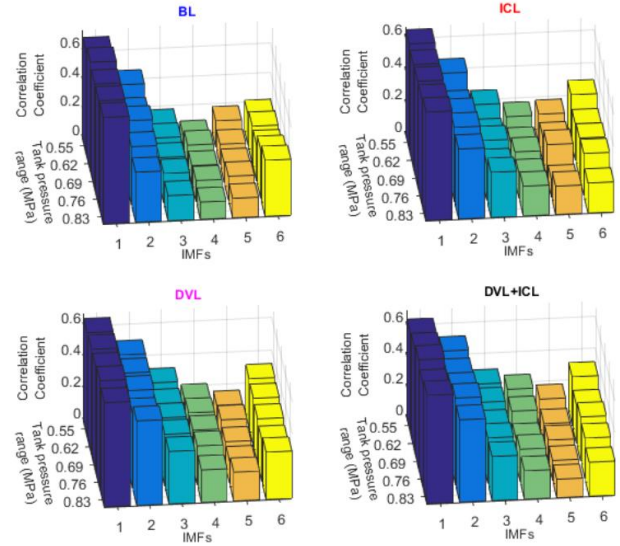 BL
0.6
0.4
0.2
0
Correlation
Coefficient
0.55
0.62
0.69
0.76
0.83
Tank pressure
range (MPa)
1 2 3 4 5 6
IMFs
ICL
0.6
0.4
0.2
0
Correlation
Coefficient
0.55
0.62
0.69
0.76
0.83
Tank pressure
range (MPa)
1 2 3 4 5 6
IMFs
DVL
0.6
0.4
0.2
0
Correlation
Coefficient
0.55
0.62
0.69
0.76
0.83
Tank pressure
range (MPa)
1 2 3 4 5 6
IMFs
DVL+ICL
0.6
0.4
0.2
0
Correlation
Coefficient
0.55
0.62
0.69
0.76
0.83
Tank pressure
range (MPa)
1 2 3 4 5 6
IMFs